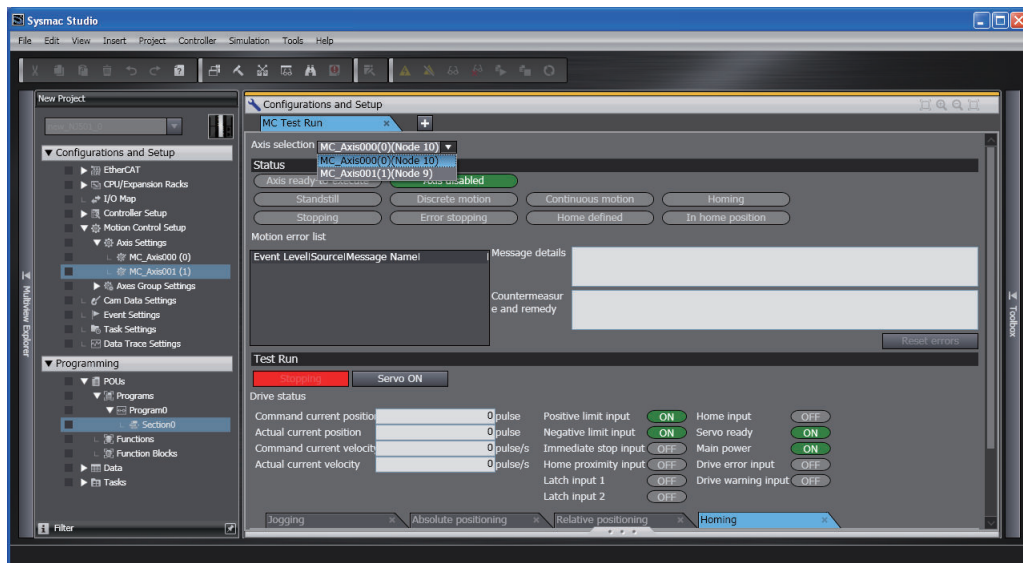 Sysmac Studio
File Edit View Insert Project Controller Simulation Tools Help
New Project
Configurations and Setup
EtherCAT
CPU/Expansion Racks
I/O Map
Controller Setup
Motion Control Setup
Axis Settings
MC_Axis000 (0)
MC_Axis001 (1)
Axes Group Settings
Cam Data Settings
Event Settings
Task Settings
Data Trace Settings
Programming
POUs
Programs
Program0
Section0
Functions
Function Blocks
Data
Tasks
Filter
Multiview Explorer
Configurations and Setup
MC Test Run
Axis selection MC_Axis000(0)(Node 10)
MC_Axis000(0)(Node 10)
MC_Axis001(1)(Node 9)
Status
Axis ready to execute Axis disabled
Standstill Discrete motion Continuous motion Homing
Stopping Error stopping Home defined In home position
Motion error list
Event Level|Source|Message Name|
Message details
Countermeasur
e and remedy
Reset errors
Test Run
Stopping Servo ON
Drive status
Command current position 0 pulse Positive limit input ON Home input OFF
Actual current position 0 pulse Negative limit input ON Servo ready ON
Command current velocity 0 pulse/s Immediate stop input OFF Main power ON
Actual current velocity 0 pulse/s Home proximity input OFF Drive error input OFF
Latch input 1 OFF Drive warning input OFF
Latch input 2 OFF
Jogging Absolute positioning Relative positioning Homing
Toolbox